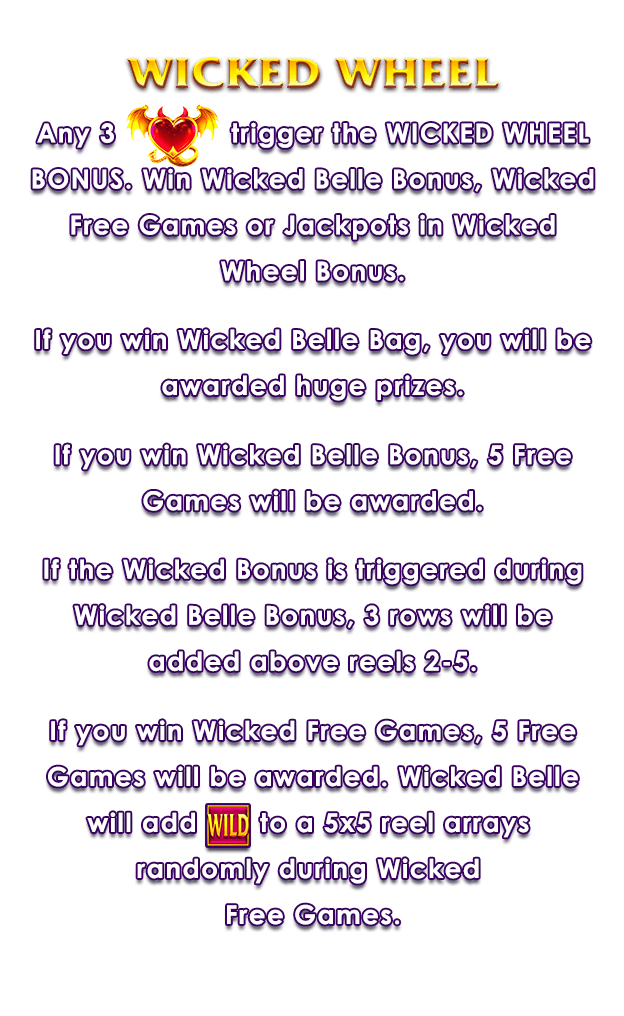 WICKED WHEEL
Any 3 trigger the WICKED WHEEL
BONUS. Win Wicked Belle Bonus, Wicked
Free Games or Jackpots in Wicked
Wheel Bonus.
If you win Wicked Belle Bag, you will be
awarded huge prizes.
If you win Wicked Belle Bonus, 5 Free
Games will be awarded.
If the Wicked Bonus is triggered during
Wicked Belle Bonus, 3 rows will be
added above reels 2-5.
If you win Wicked Free Games, 5 Free
Games will be awarded. Wicked Belle
will add WILD to a 5x5 reel arrays
randomly during Wicked
Free Games.